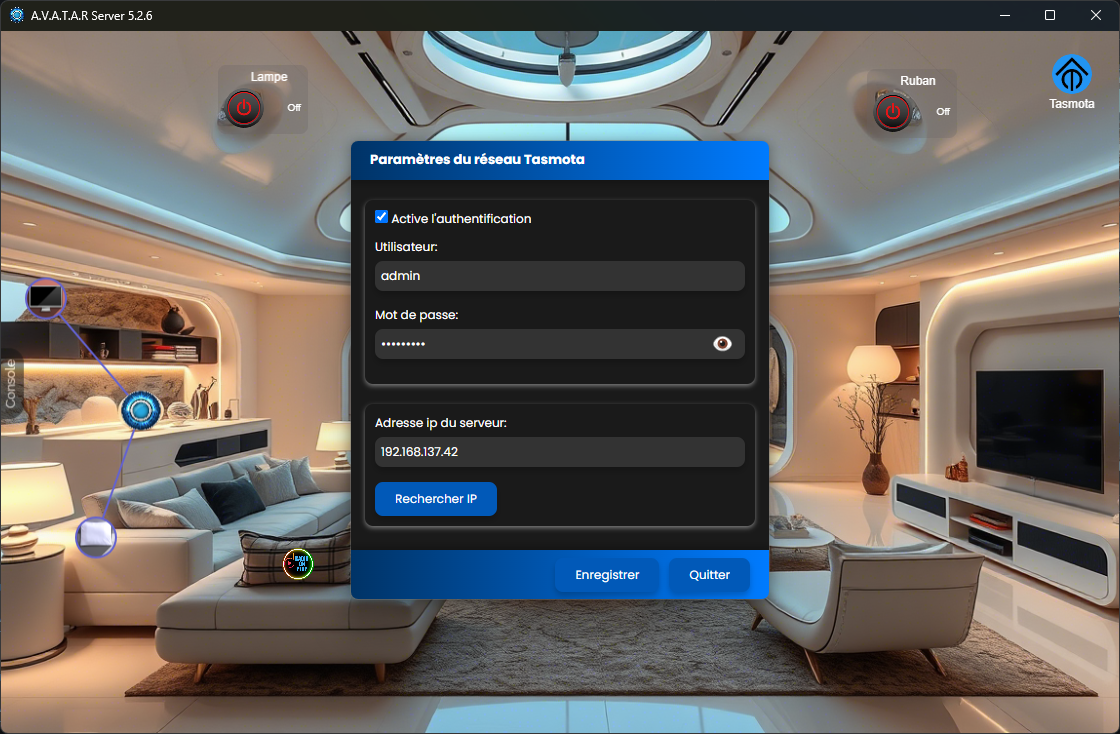 A.V.A.T.A.R Server 5.2.6
Lampe
Off
Ruban
Off
Tasmota
Paramètres du réseau Tasmota
Active l'authentification
Utilisateur:
admin
Mot de passe:
•••••••••
Console
Adresse ip du serveur:
192.168.137.42
Rechercher IP
Enregistrer
Quitter